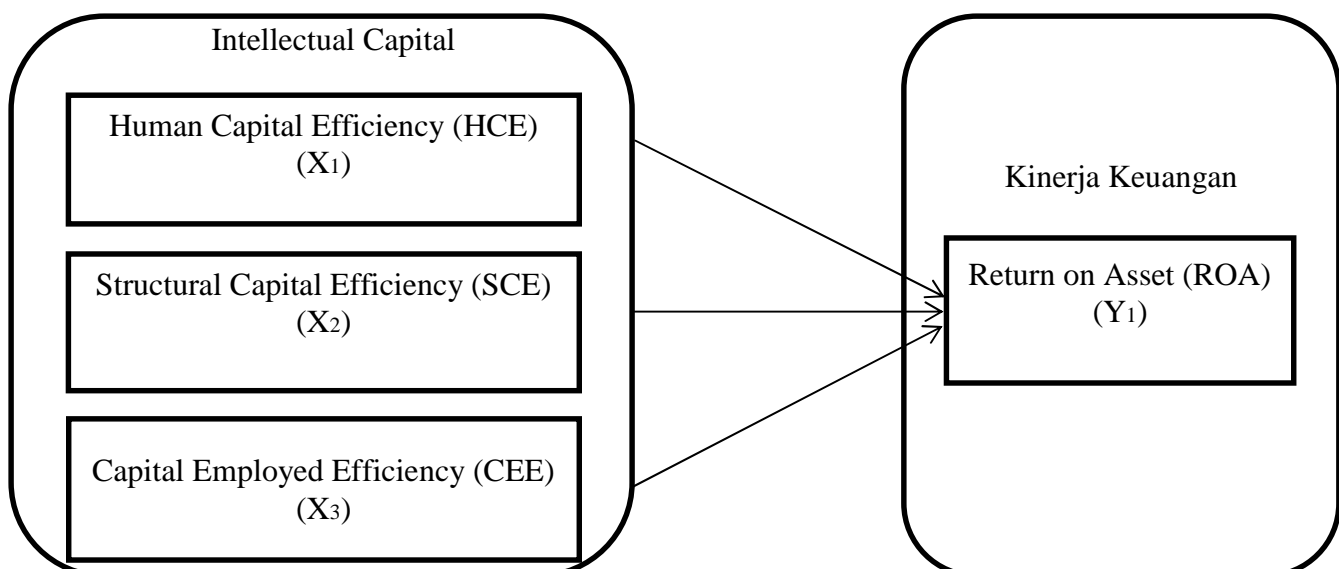 Intellectual Capital
Human Capital Efficiency (HCE)
(X1)
Structural Capital Efficiency (SCE)
(X2)
Capital Employed Efficiency (CEE)
(X3)
Kinerja Keuangan
Return on Asset (ROA)
(Y1)